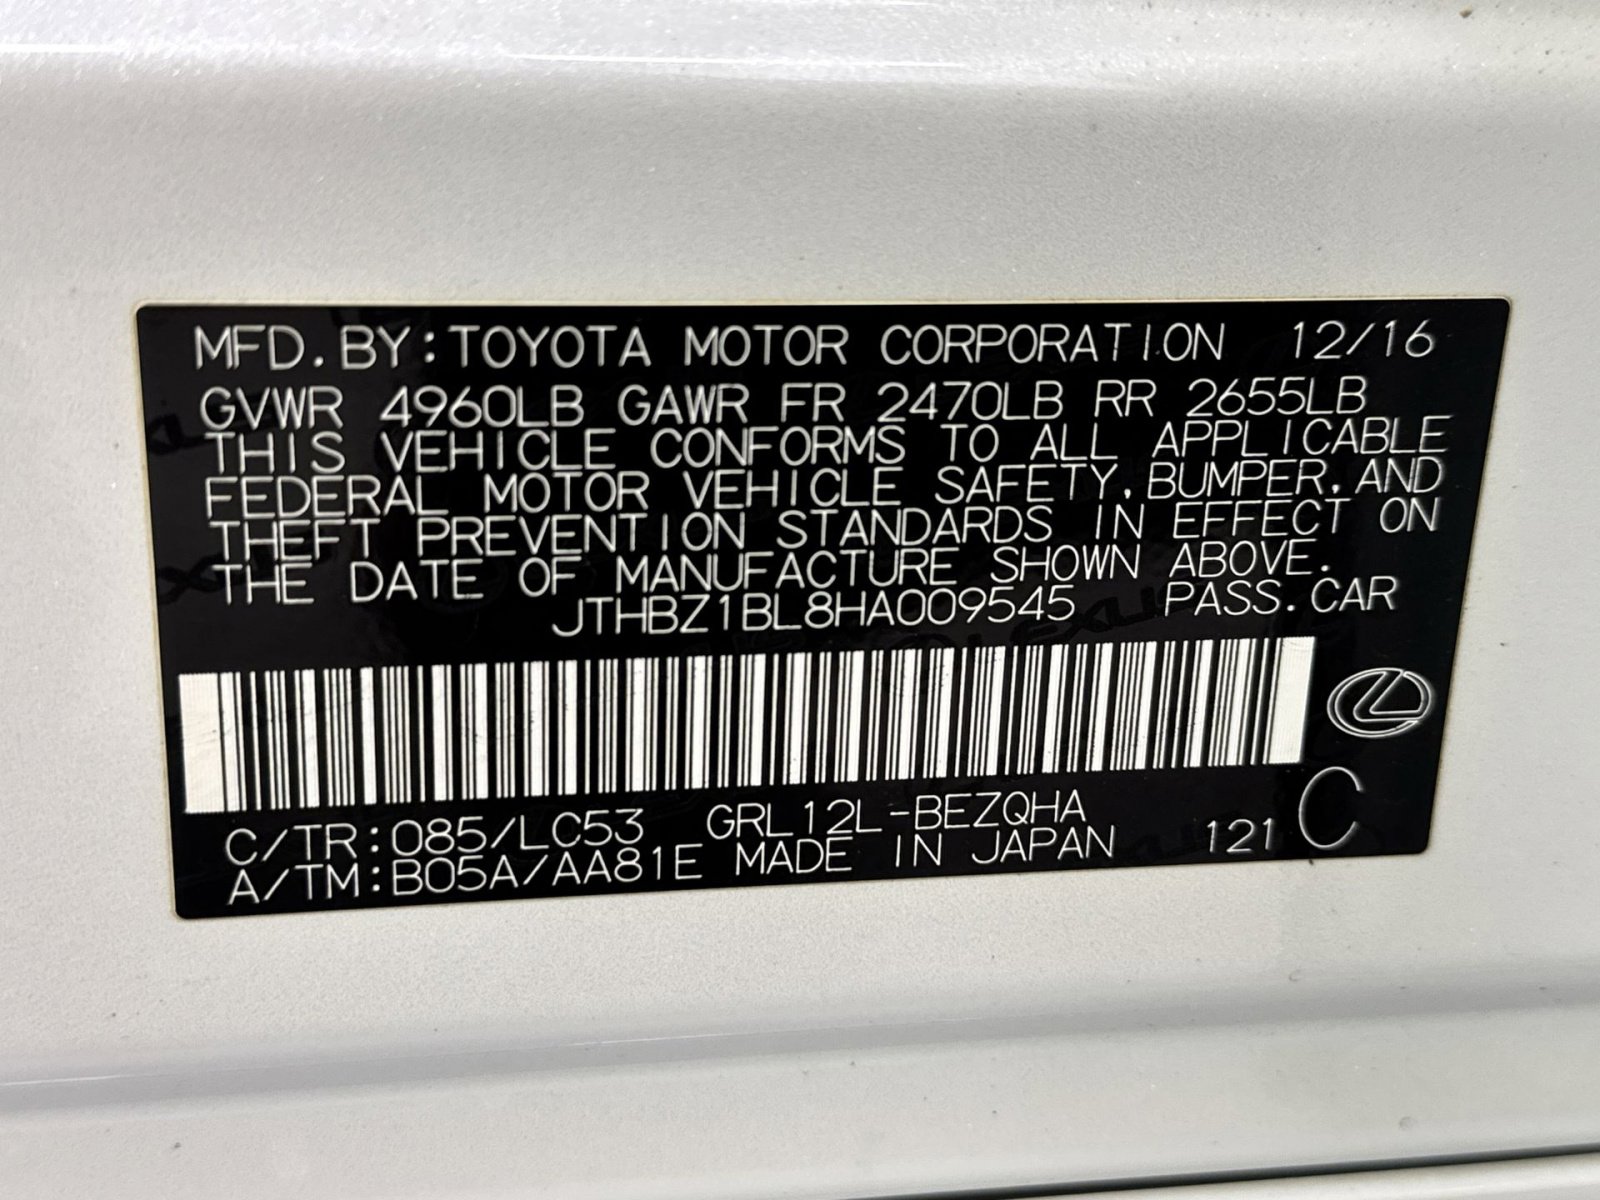 MFD. BY: TOYOTA MOTOR CORPORATION 12/16
GVWR 4960LB GAWR FR 2470LB RR 2655LB
THIS VEHICLE CONFORMS TO ALL APPLICABLE
FEDERAL MOTOR VEHICLE SAFETY, BUMPER, AND
THEFT PREVENTION STANDARDS IN EFFECT ON
THE DATE OF MANUFACTURE SHOWN ABOVE.
JTHBZ1BL8HA009545 PASS. CAR
C/TR: 085/LC53 GRL12L-BEZQHA
A/TM: B05A/AA81E MADE IN JAPAN 121 C